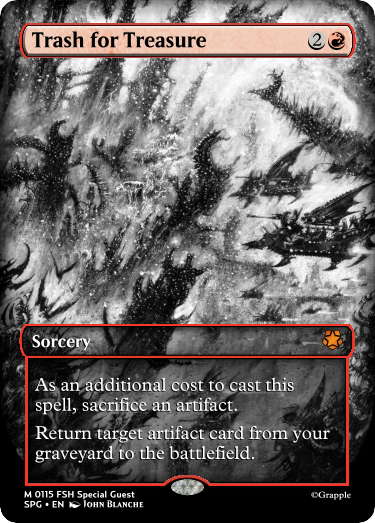 Trash for Treasure 2
Sorcery
As an additional cost to cast this
spell, sacrifice an artifact.
Return target artifact card from your
graveyard to the battlefield.
M 0115 FSH Special Guest
SPG • EN John Blanche
©Grapple